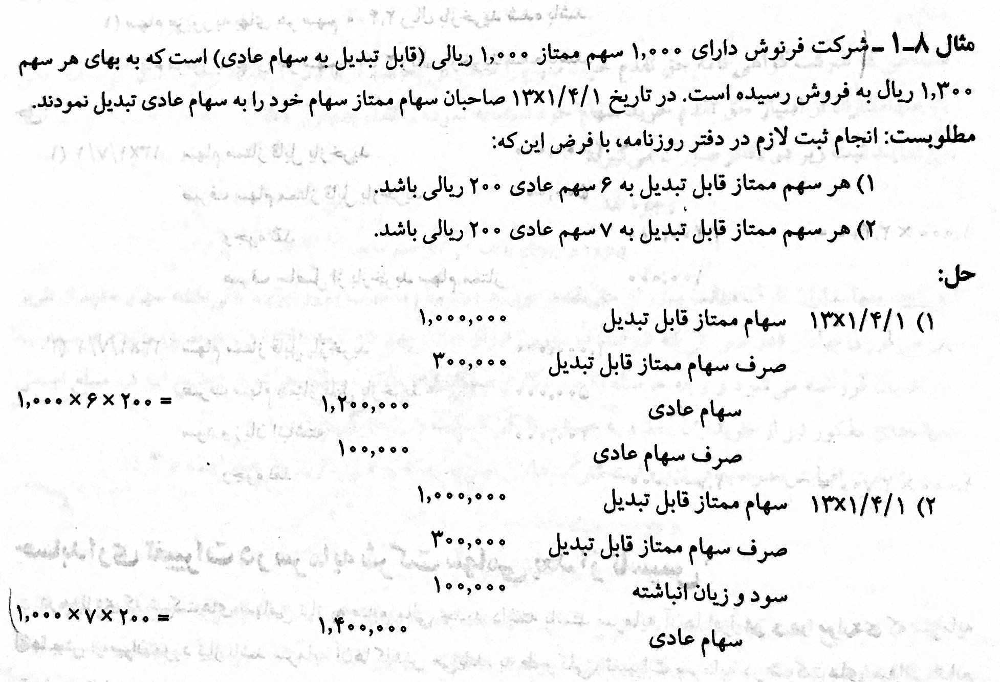 مثال ۸ـ۱ ـ شرکت فرنوش دارای ۱,۰۰۰ سهم ممتاز ۱,۰۰۰ ریالی (قابل تبدیل به سهام عادی) است که به بهای هر سهم
۱,۳۰۰ ریال به فروش رسیده است. در تاریخ ۱۳X۱/۴/۱ صاحبان سهام ممتاز سهام خود را به سهام عادی تبدیل نمودند.
مطلوبست: انجام ثبت لازم در دفتر روزنامه، با فرض این که:
۱) هر سهم ممتاز قابل تبدیل به ۶ سهم عادی ۲۰۰ ریالی باشد.
۲) هر سهم ممتاز قابل تبدیل به ۷ سهم عادی ۲۰۰ ریالی باشد.
حل:
۱) ۱۳X۱/۴/۱ سهام ممتاز قابل تبدیل ۱,۰۰۰,۰۰۰
صرف سهام ممتاز قابل تبدیل ۳۰۰,۰۰۰
سهام عادی ۱,۲۰۰,۰۰۰ ۱,۰۰۰ × ۶ × ۲۰۰ =
صرف سهام عادی ۱۰۰,۰۰۰
۲) ۱۳X۱/۴/۱ سهام ممتاز قابل تبدیل ۱,۰۰۰,۰۰۰
صرف سهام ممتاز قابل تبدیل ۳۰۰,۰۰۰
سود و زیان انباشته ۱۰۰,۰۰۰
سهام عادی ۱,۴۰۰,۰۰۰ ۱,۰۰۰ × ۷ × ۲۰۰ =